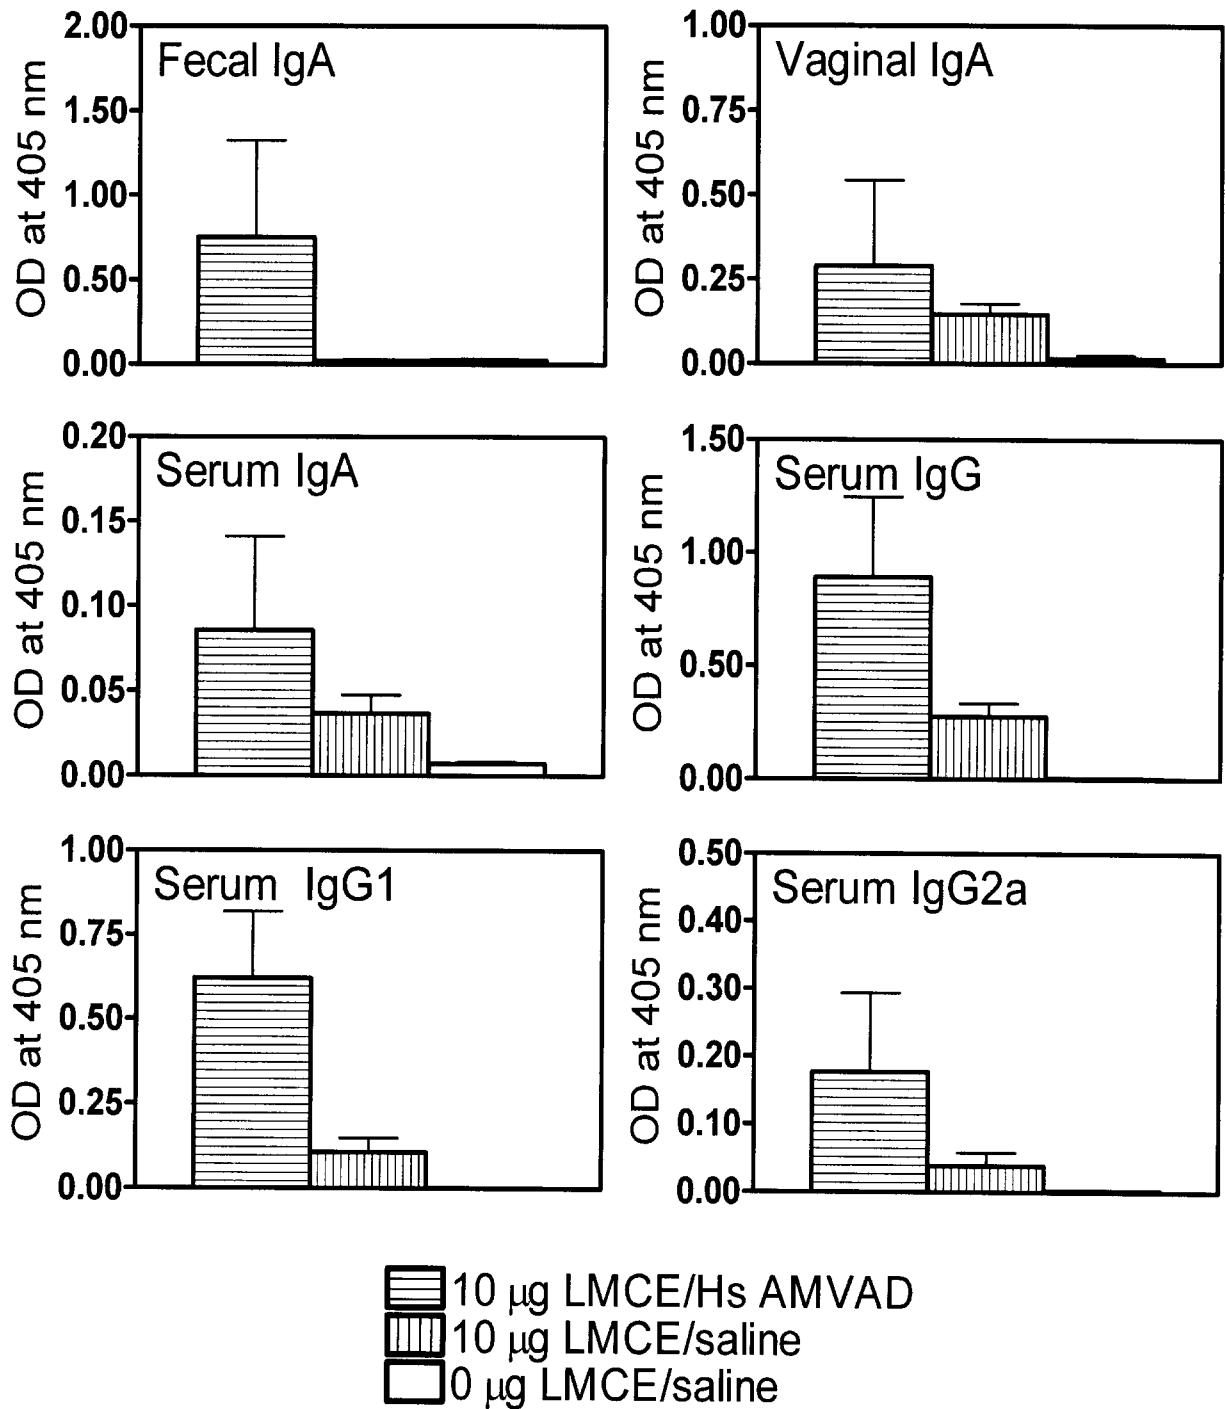 Fecal IgA
OD at 405 nm
2.00
1.50
1.00
0.50
0.00
Vaginal IgA
OD at 405 nm
1.00
0.75
0.50
0.25
0.00
Serum IgA
OD at 405 nm
0.20
0.15
0.10
0.05
0.00
Serum IgG
OD at 405 nm
1.50
1.00
0.50
0.00
Serum IgG1
OD at 405 nm
1.00
0.75
0.50
0.25
0.00
Serum IgG2a
OD at 405 nm
0.50
0.40
0.30
0.20
0.10
0.00
10 µg LMCE/Hs AMVAD
10 µg LMCE/saline
0 µg LMCE/saline